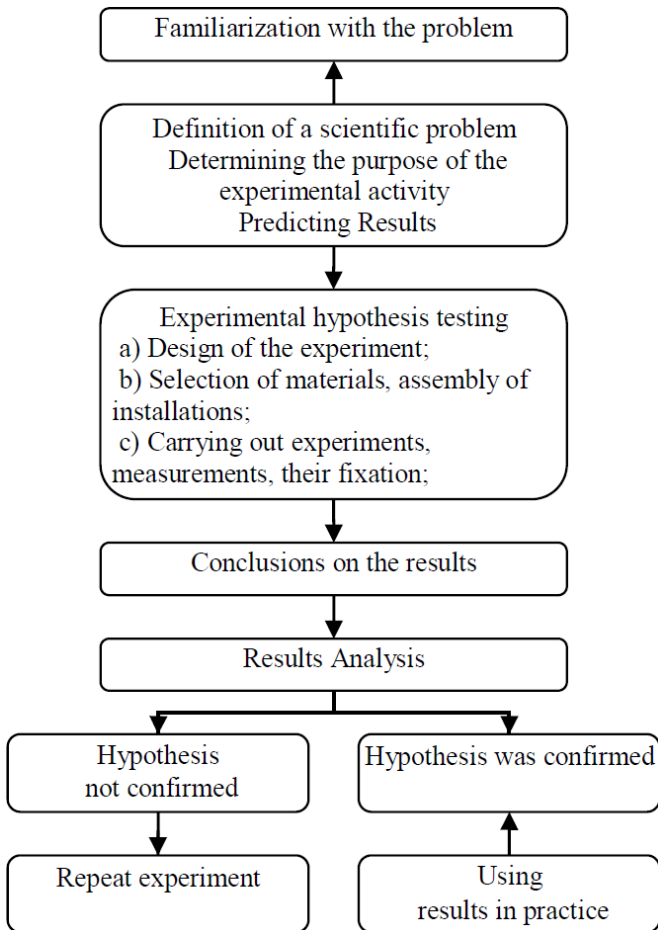 Familiarization with the problem
Definition of a scientific problem
Determining the purpose of the
experimental activity
Predicting Results
Experimental hypothesis testing
a) Design of the experiment;
b) Selection of materials, assembly of
installations;
c) Carrying out experiments,
measurements, their fixation;
Conclusions on the results
Results Analysis
Hypothesis
not confirmed
Hypothesis was confirmed
Repeat experiment
Using
results in practice